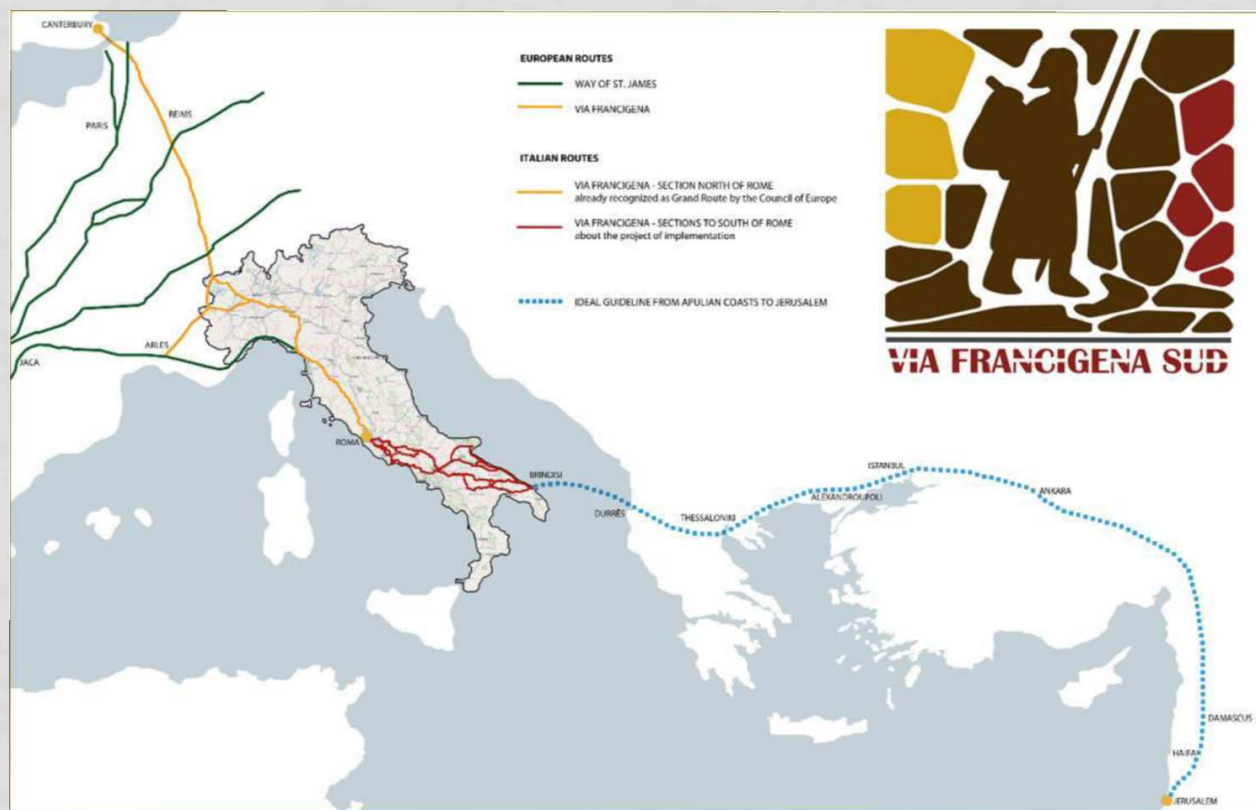 CANTERBURY
PARIS
REIMS
ARLES
JACA
EUROPEAN ROUTES
WAY OF ST. JAMES
VIA FRANCIGENA
ITALIAN ROUTES
VIA FRANCIGENA - SECTION NORTH OF ROME
already recognized as Grand Route by the Council of Europe
VIA FRANCIGENA - SECTIONS TO SOUTH OF ROME
about the project of implementation
IDEAL GUIDELINE FROM APULIAN COASTS TO JERUSALEM
VIA FRANCIGENA SUD
ROMA
BRINDISI
DURRËS
THESSALONIKI
ALEXANDROUPOLI
ISTANBUL
ANKARA
DAMASCUS
HAIFA
JERUSALEM